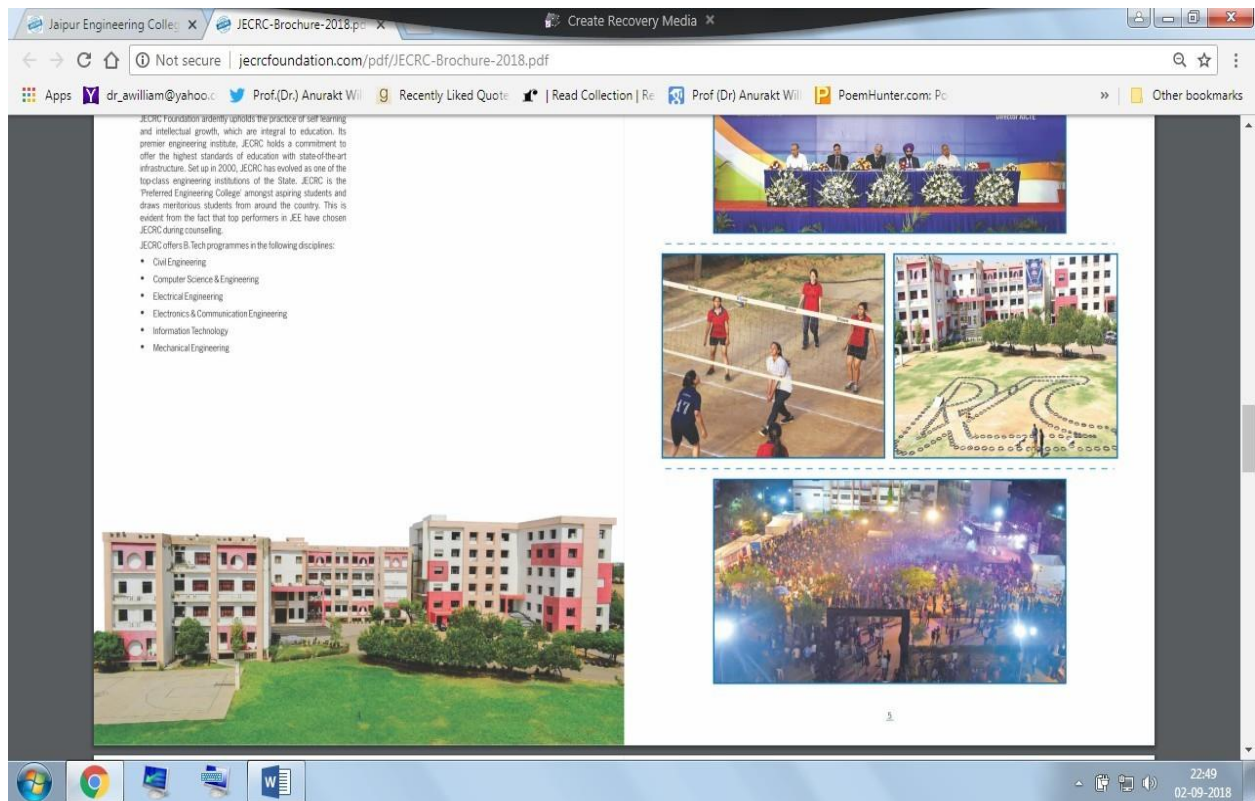 Create Recovery Media
Jaipur Engineering Colleg
JECRC-Brochure-2018.pd
Not secure | jecrcfoundation.com/pdf/JECRC-Brochure-2018.pdf
Apps
dr_awilliam@yahoo.c
Prof.(Dr.) Anurakt Wil
Recently Liked Quote
| Read Collection | Re
Prof (Dr) Anurakt Wil
PoemHunter.com: Po
»
Other bookmarks
JECRC Foundation ardently upholds the practice of self learning
and intellectual growth, which are integral to education. Its
premier engineering institute, JECRC holds a commitment to
offer the highest standards of education with state-of-the-art
infrastructure. Set up in 2000, JECRC has evolved as one of the
top-class engineering institutions of the State. JECRC is the
'Preferred Engineering College' amongst aspiring students and
draws meritorious students from around the country. This is
evident from the fact that top performers in JEE have chosen
JECRC during counselling.
JECRC offers B.Tech programmes in the following disciplines:
• Civil Engineering
• Computer Science & Engineering
• Electrical Engineering
• Electronics & Communication Engineering
• Information Technology
• Mechanical Engineering
Director AICTE
17
5
22:49
02-09-2018